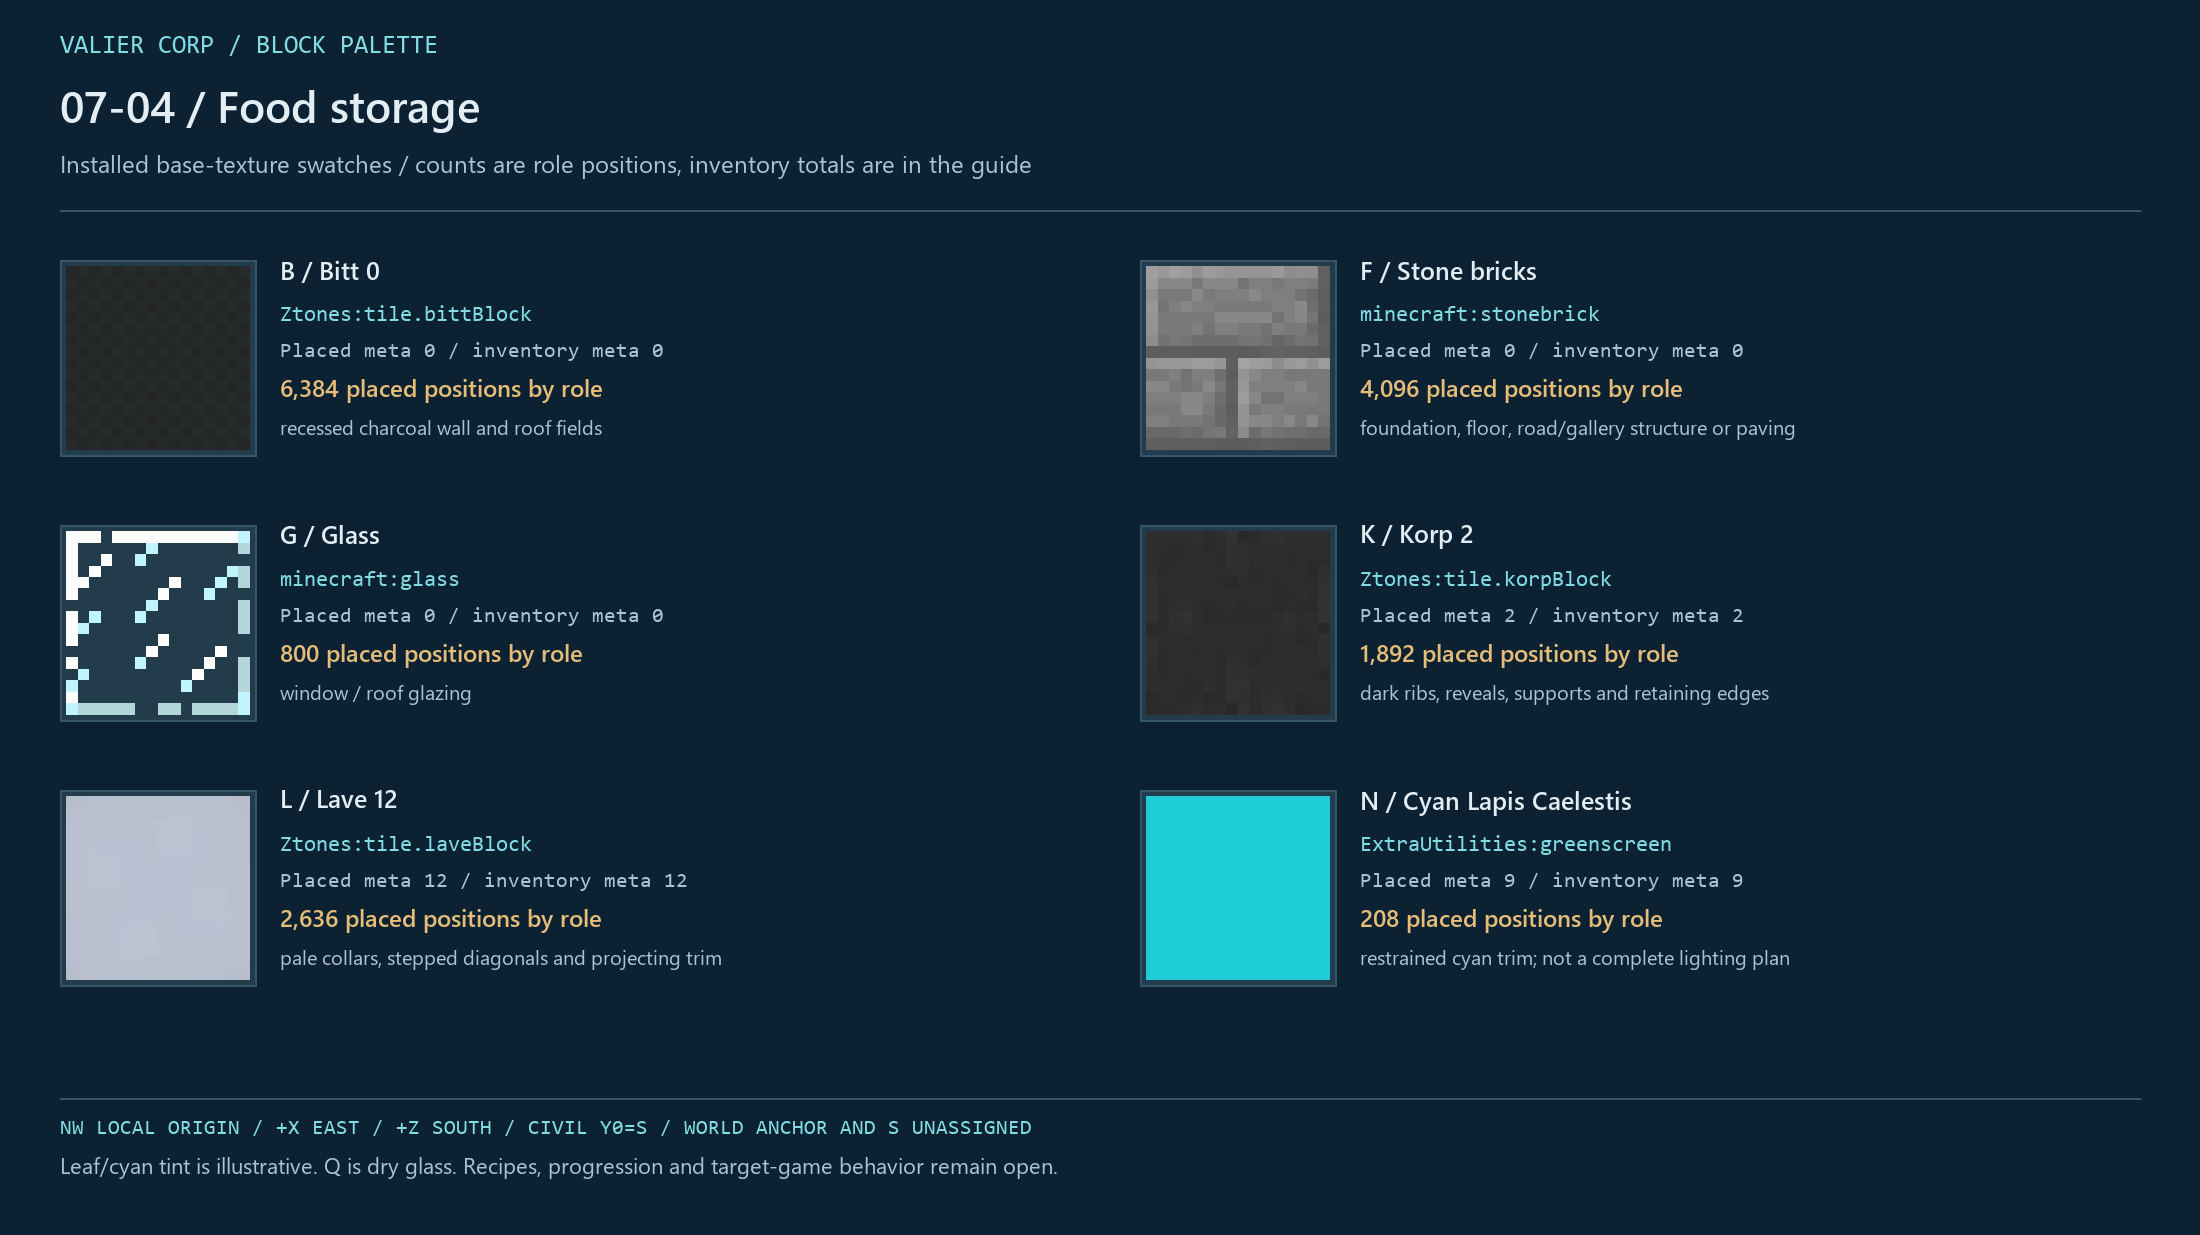 VALIER CORP / BLOCK PALETTE
07-04 / Food storage
Installed base-texture swatches / counts are role positions, inventory totals are in the guide
B / Bitt 0
Ztones:tile.bittBlock
Placed meta 0 / inventory meta 0
6,384 placed positions by role
recessed charcoal wall and roof fields
F / Stone bricks
minecraft:stonebrick
Placed meta 0 / inventory meta 0
4,096 placed positions by role
foundation, floor, road/gallery structure or paving
G / Glass
minecraft:glass
Placed meta 0 / inventory meta 0
800 placed positions by role
window / roof glazing
K / Korp 2
Ztones:tile.korpBlock
Placed meta 2 / inventory meta 2
1,892 placed positions by role
dark ribs, reveals, supports and retaining edges
L / Lave 12
Ztones:tile.laveBlock
Placed meta 12 / inventory meta 12
2,636 placed positions by role
pale collars, stepped diagonals and projecting trim
N / Cyan Lapis Caelestis
ExtraUtilities:greenscreen
Placed meta 9 / inventory meta 9
208 placed positions by role
restrained cyan trim; not a complete lighting plan
NW LOCAL ORIGIN / +X EAST / +Z SOUTH / CIVIL Y0=S / WORLD ANCHOR AND S UNASSIGNED
Leaf/cyan tint is illustrative. Q is dry glass. Recipes, progression and target-game behavior remain open.